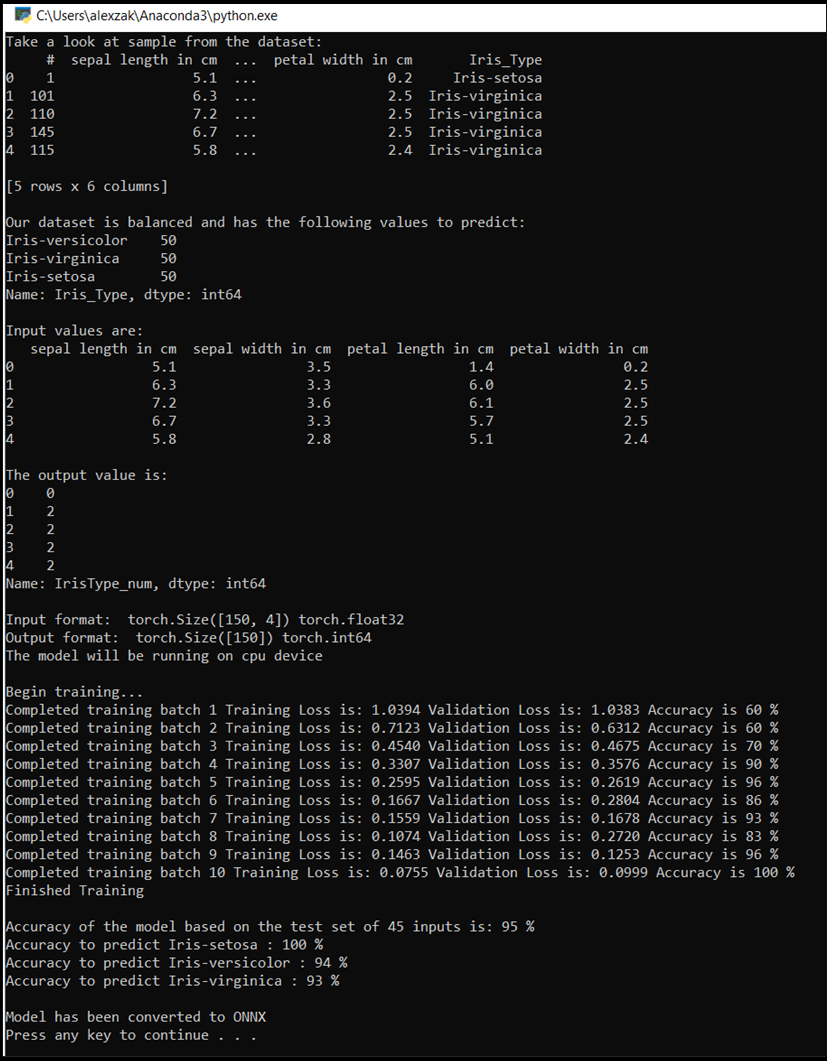 C:\Users\alexzak\Anaconda3\python.exe
Take a look at sample from the dataset:
     #  sepal length in cm  ...  petal width in cm       Iris_Type
0    1                 5.1  ...                0.2     Iris-setosa
1  101                 6.3  ...                2.5  Iris-virginica
2  110                 7.2  ...                2.5  Iris-virginica
3  145                 6.7  ...                2.5  Iris-virginica
4  115                 5.8  ...                2.4  Iris-virginica
[5 rows x 6 columns]
Our dataset is balanced and has the following values to predict:
Iris-versicolor    50
Iris-virginica     50
Iris-setosa        50
Name: Iris_Type, dtype: int64
Input values are:
   sepal length in cm  sepal width in cm  petal length in cm  petal width in cm
0                 5.1                3.5                 1.4                0.2
1                 6.3                3.3                 6.0                2.5
2                 7.2                3.6                 6.1                2.5
3                 6.7                3.3                 5.7                2.5
4                 5.8                2.8                 5.1                2.4
The output value is:
0    0
1    2
2    2
3    2
4    2
Name: IrisType_num, dtype: int64
Input format:  torch.Size([150, 4]) torch.float32
Output format:  torch.Size([150]) torch.int64
The model will be running on cpu device
Begin training...
Completed training batch 1 Training Loss is: 1.0394 Validation Loss is: 1.0383 Accuracy is 60 %
Completed training batch 2 Training Loss is: 0.7123 Validation Loss is: 0.6312 Accuracy is 60 %
Completed training batch 3 Training Loss is: 0.4540 Validation Loss is: 0.4675 Accuracy is 70 %
Completed training batch 4 Training Loss is: 0.3307 Validation Loss is: 0.3576 Accuracy is 90 %
Completed training batch 5 Training Loss is: 0.2595 Validation Loss is: 0.2619 Accuracy is 96 %
Completed training batch 6 Training Loss is: 0.1667 Validation Loss is: 0.2804 Accuracy is 86 %
Completed training batch 7 Training Loss is: 0.1559 Validation Loss is: 0.1678 Accuracy is 93 %
Completed training batch 8 Training Loss is: 0.1074 Validation Loss is: 0.2720 Accuracy is 83 %
Completed training batch 9 Training Loss is: 0.1463 Validation Loss is: 0.1253 Accuracy is 96 %
Completed training batch 10 Training Loss is: 0.0755 Validation Loss is: 0.0999 Accuracy is 100 %
Finished Training
Accuracy of the model based on the test set of 45 inputs is: 95 %
Accuracy to predict Iris-setosa : 100 %
Accuracy to predict Iris-versicolor : 94 %
Accuracy to predict Iris-virginica : 93 %
Model has been converted to ONNX
Press any key to continue . . .